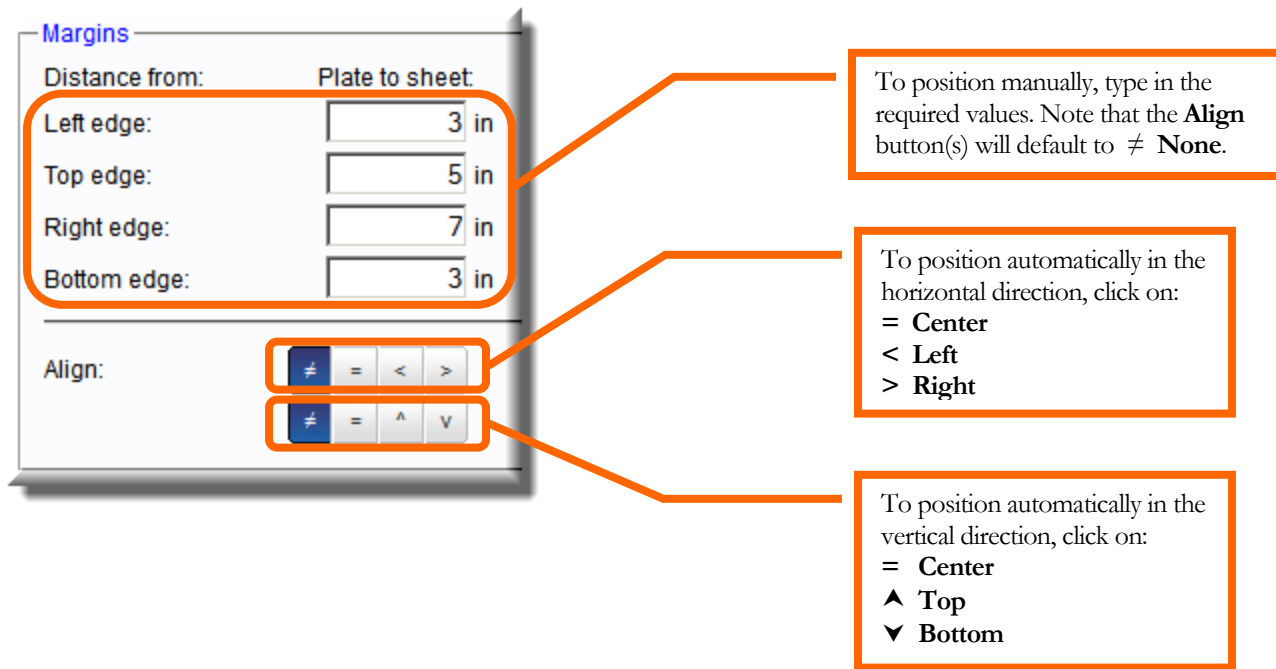 Margins
Distance from: Plate to sheet:
Left edge: 3 in
Top edge: 5 in
Right edge: 7 in
Bottom edge: 3 in
Align: ≠ = < >
≠ = ^ v
To position manually, type in the
required values. Note that the Align
button(s) will default to ≠ None.
To position automatically in the
horizontal direction, click on:
= Center
< Left
> Right
To position automatically in the
vertical direction, click on:
= Center
⮝ Top
⮟ Bottom